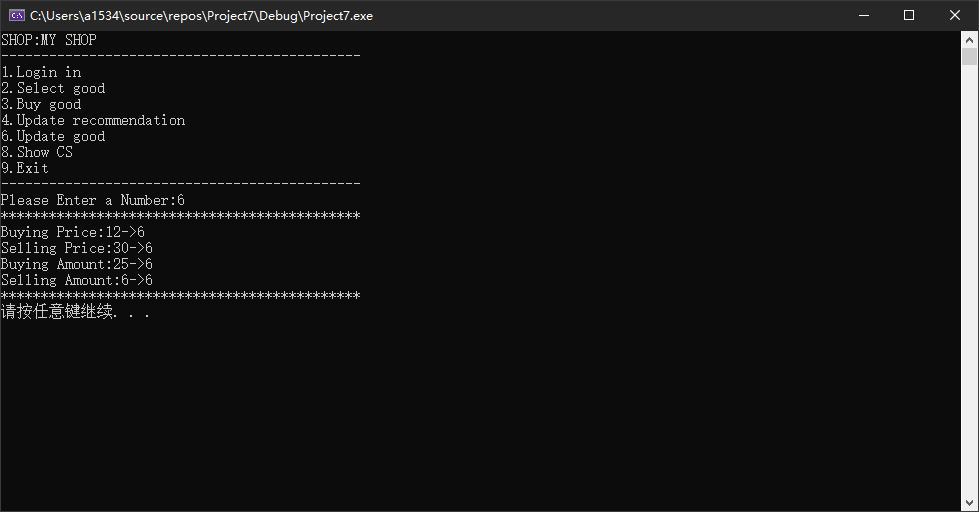 C:\Users\a1534\source\repos\Project7\Debug\Project7.exe
SHOP:MY SHOP
---------------------------------------------
1.Login in
2.Select good
3.Buy good
4.Update recommendation
6.Update good
8.Show CS
9.Exit
---------------------------------------------
Please Enter a Number:6
*********************************************
Buying Price:12->6
Selling Price:30->6
Buying Amount:25->6
Selling Amount:6->6
*********************************************
请按任意键继续. . .